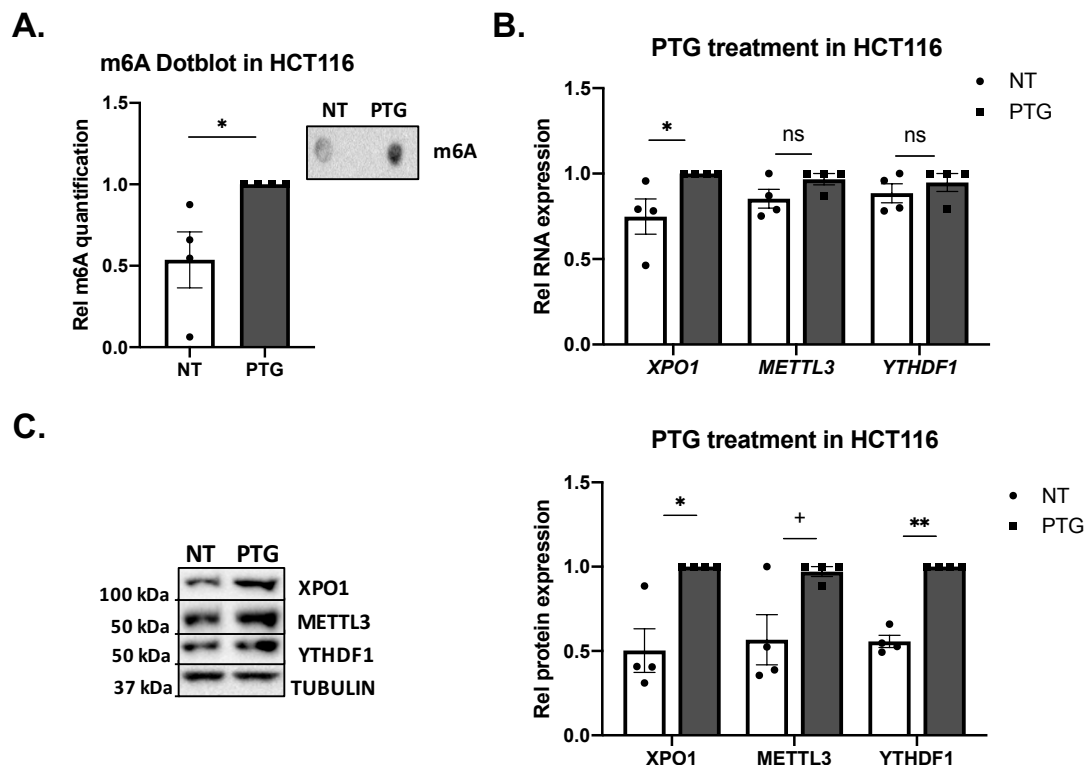 A.
m6A Dotblot in HCT116
Rel m6A quantification
1.5
1.0
0.5
0.0
*
NT PTG
m6A
NT PTG
B.
PTG treatment in HCT116
NT
PTG
Rel RNA expression
1.5
1.0
0.5
0.0
* ns ns
XPO1 METTL3 YTHDF1
C.
NT PTG
100 kDa XPO1
50 kDa METTL3
50 kDa YTHDF1
37 kDa TUBULIN
PTG treatment in HCT116
NT
PTG
Rel protein expression
1.5
1.0
0.5
0.0
* + **
XPO1 METTL3 YTHDF1